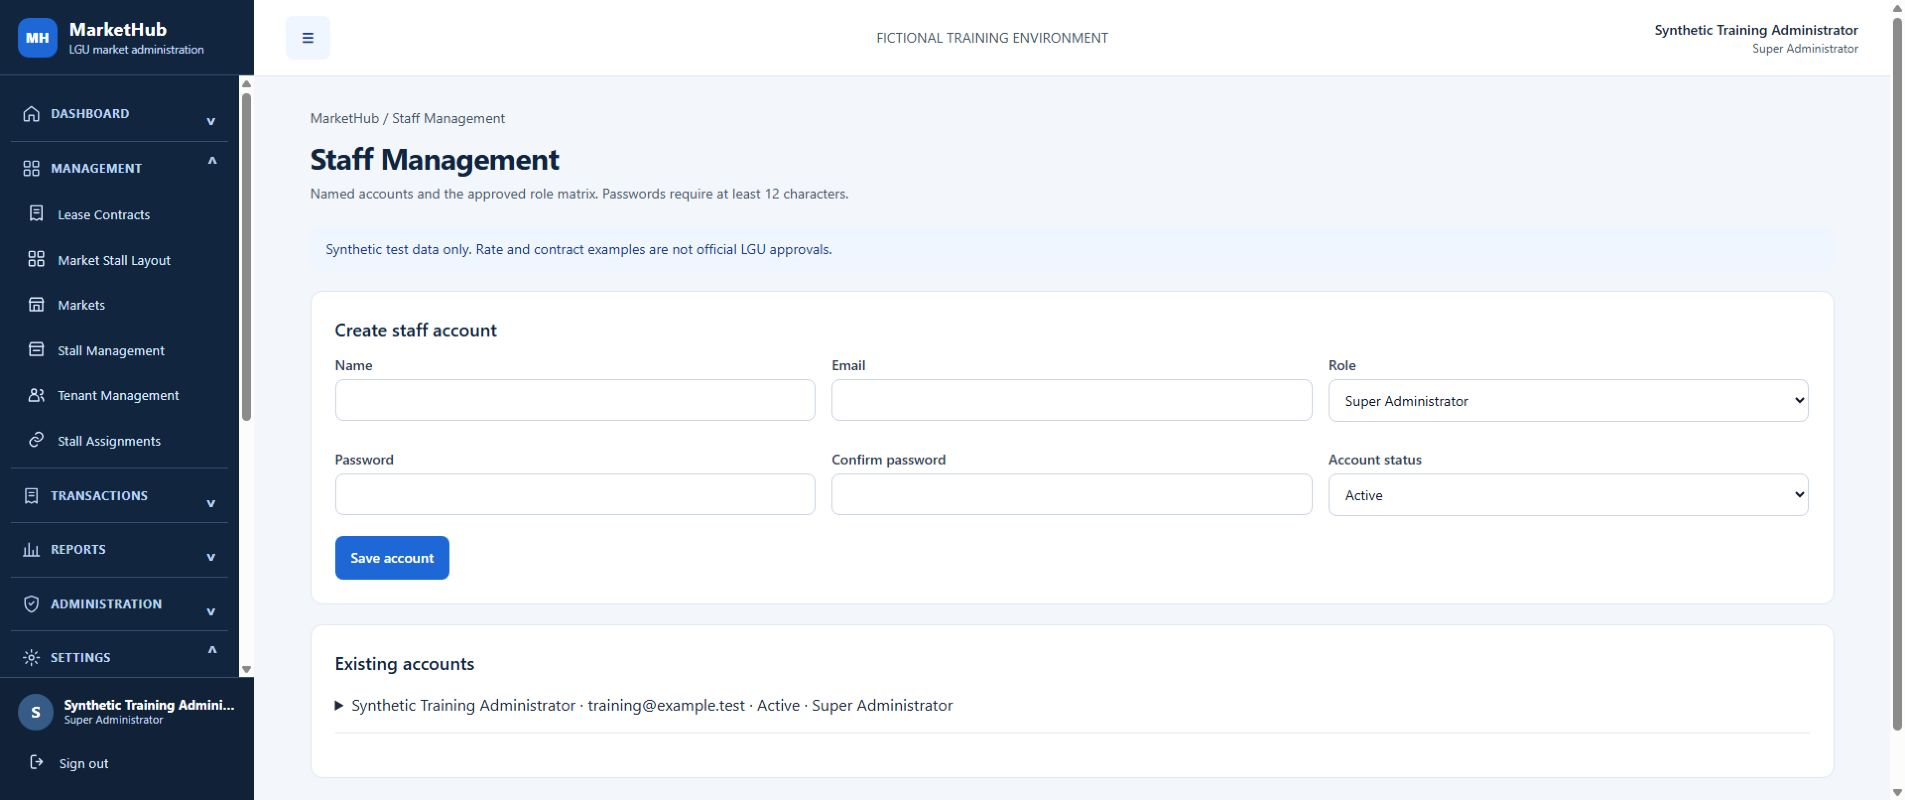 MH
MarketHub
LGU market administration
DASHBOARD
MANAGEMENT
Lease Contracts
Market Stall Layout
Markets
Stall Management
Tenant Management
Stall Assignments
TRANSACTIONS
REPORTS
ADMINISTRATION
SETTINGS
S
Synthetic Training Admini...
Super Administrator
Sign out
FICTIONAL TRAINING ENVIRONMENT
Synthetic Training Administrator
Super Administrator
MarketHub / Staff Management
Staff Management
Named accounts and the approved role matrix. Passwords require at least 12 characters.
Synthetic test data only. Rate and contract examples are not official LGU approvals.
Create staff account
Name
Email
Role
Super Administrator
Password
Confirm password
Account status
Active
Save account
Existing accounts
Synthetic Training Administrator · training@example.test · Active · Super Administrator